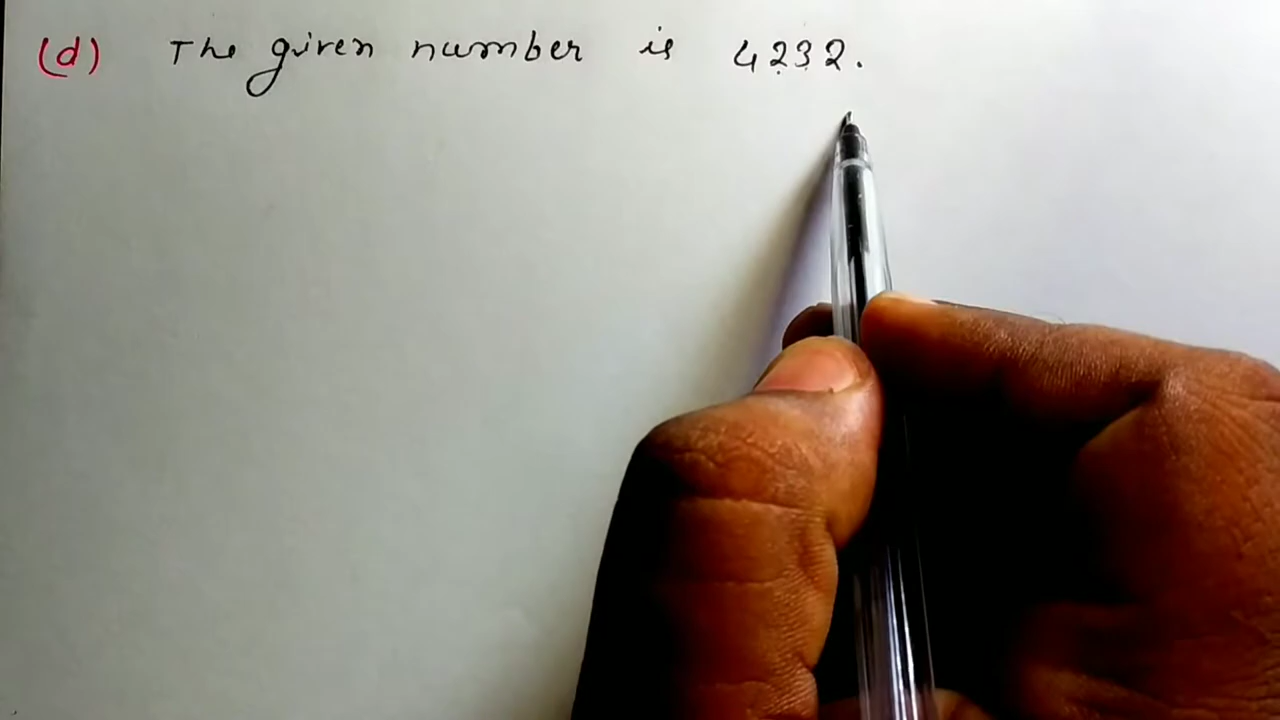 (d) The given number is 4232.